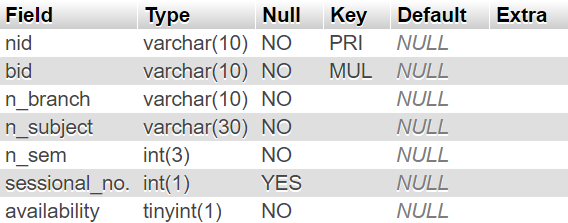 Field Type Null Key Default Extra
nid varchar(10) NO PRI NULL
bid varchar(10) NO MUL NULL
n_branch varchar(10) NO NULL
n_subject varchar(30) NO NULL
n_sem int(3) NO NULL
sessional_no. int(1) YES NULL
availability tinyint(1) NO NULL